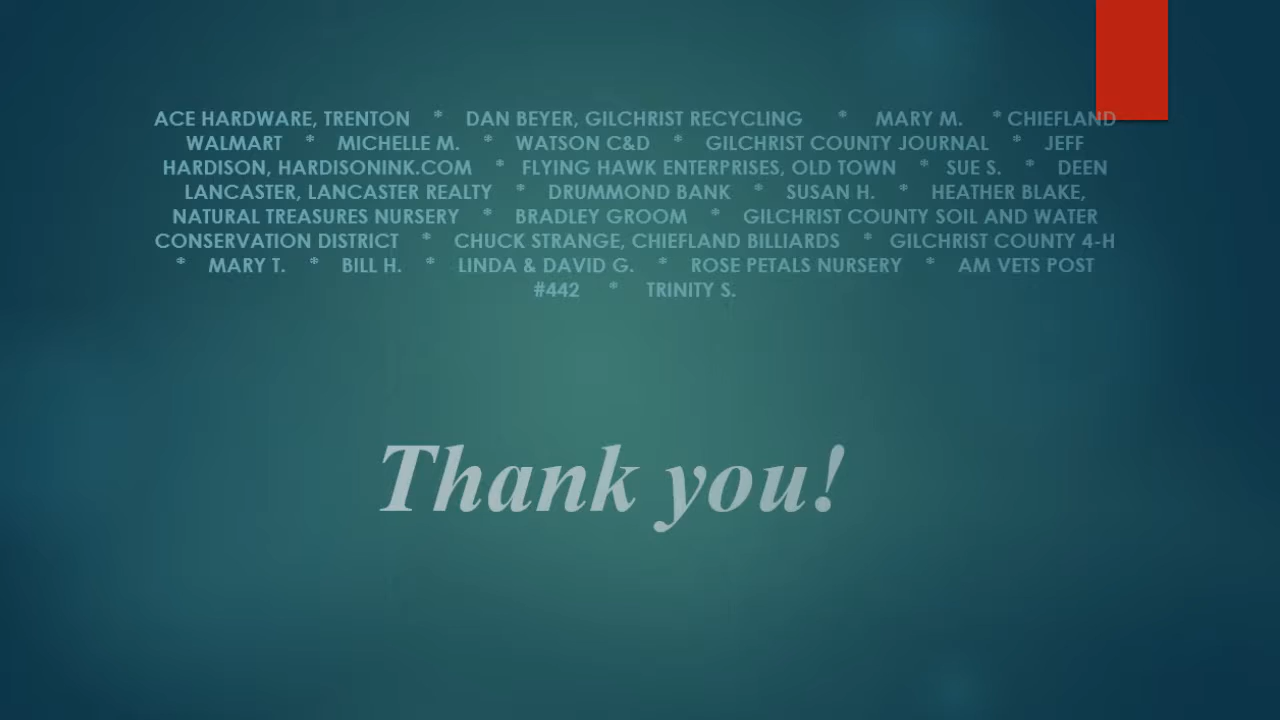 ACE HARDWARE, TRENTON * DAN BEYER, GILCHRIST RECYCLING * MARY M. * CHIEFLAND
WALMART * MICHELLE M. * WATSON C&D * GILCHRIST COUNTY JOURNAL * JEFF
HARDISON, HARDISONINK.COM * FLYING HAWK ENTERPRISES, OLD TOWN * SUE S. * DEEN
LANCASTER, LANCASTER REALTY * DRUMMOND BANK * SUSAN H. * HEATHER BLAKE,
NATURAL TREASURES NURSERY * BRADLEY GROOM * GILCHRIST COUNTY SOIL AND WATER
CONSERVATION DISTRICT * CHUCK STRANGE, CHIEFLAND BILLIARDS * GILCHRIST COUNTY 4-H
* MARY T. * BILL H. * LINDA & DAVID G. * ROSE PETALS NURSERY * AM VETS POST
#442 * TRINITY S.
Thank you!